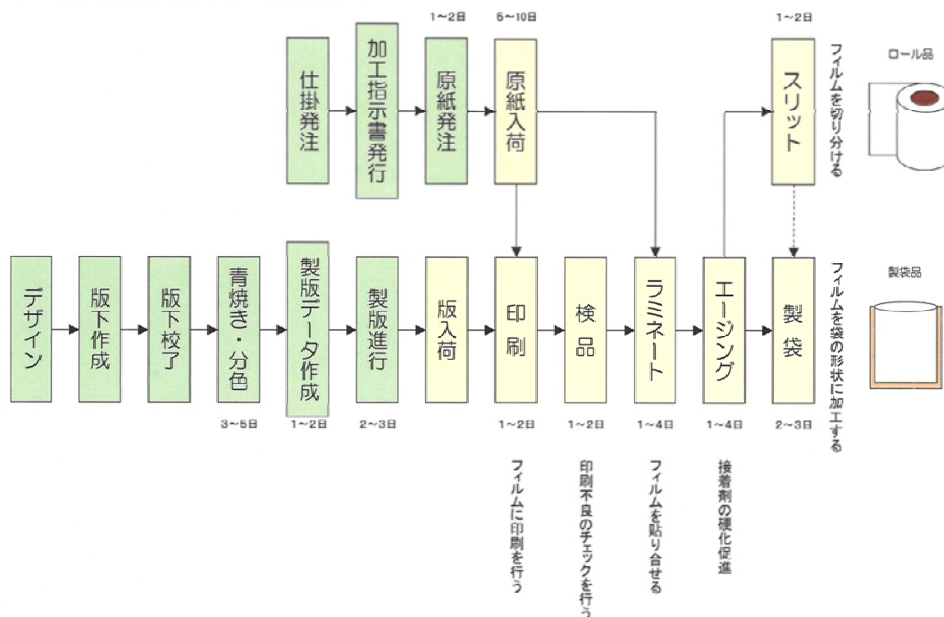 1～2日
5～10日
1～2日
仕掛発注
加工指示書発行
原紙発注
原紙入荷
スリット
フィルムを切り分ける
ロール品
デザイン
版下作成
版下校了
青焼き・分色
製版データ作成
製版進行
版入荷
印刷
検品
ラミネート
エージング
製袋
フィルムを袋の形状に加工する
製袋品
3～5日
1～2日
2～3日
1～2日
1～2日
1～4日
1～4日
2～3日
フィルムに印刷を行う
印刷不良のチェックを行う
フィルムを貼り合せる
接着剤の硬化促進